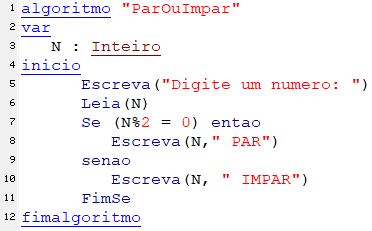 1 algoritmo "ParOuImpar"
2 var
3 N : Inteiro
4 inicio
5 Escreva("Digite um numero: ")
6 Leia(N)
7 Se (N%2 = 0) entao
8 Escreva(N," PAR")
9 senao
10 Escreva(N, " IMPAR")
11 FimSe
12 fimalgoritmo